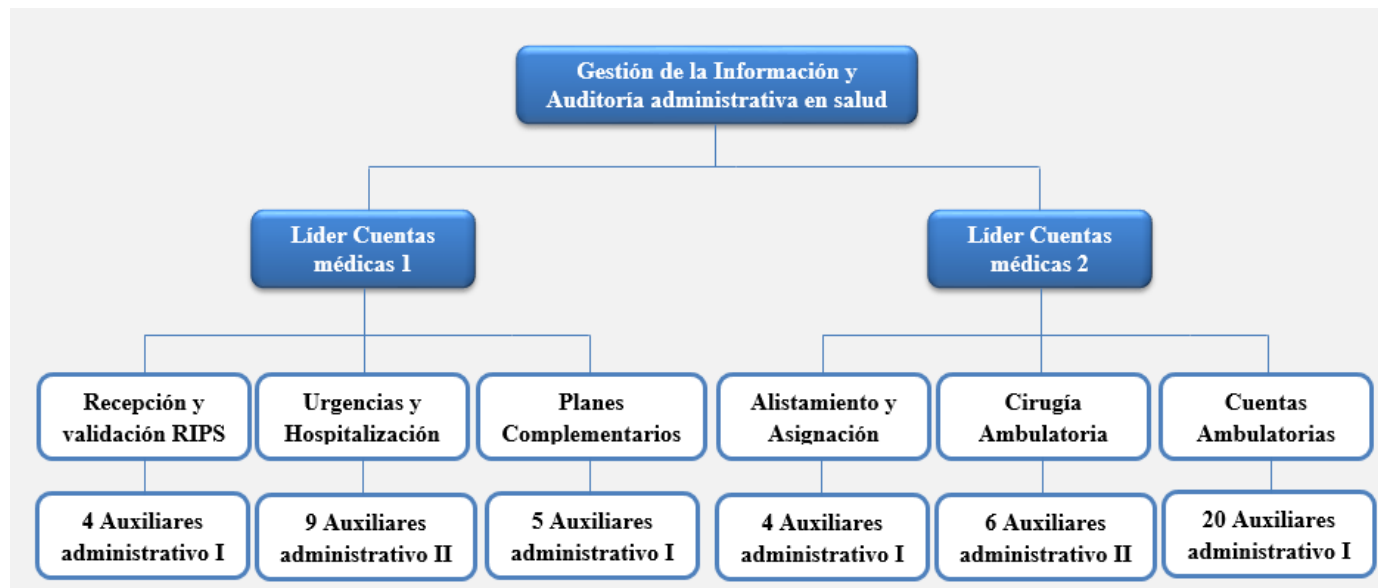 Gestión de la Información y
Auditoría administrativa en salud
Líder Cuentas
médicas 1
Líder Cuentas
médicas 2
Recepción y
validación RIPS
Urgencias y
Hospitalización
Planes
Complementarios
Alistamiento y
Asignación
Cirugía
Ambulatoria
Cuentas
Ambulatorias
4 Auxiliares
administrativo I
9 Auxiliares
administrativo II
5 Auxiliares
administrativo I
4 Auxiliares
administrativo I
6 Auxiliares
administrativo II
20 Auxiliares
administrativo I